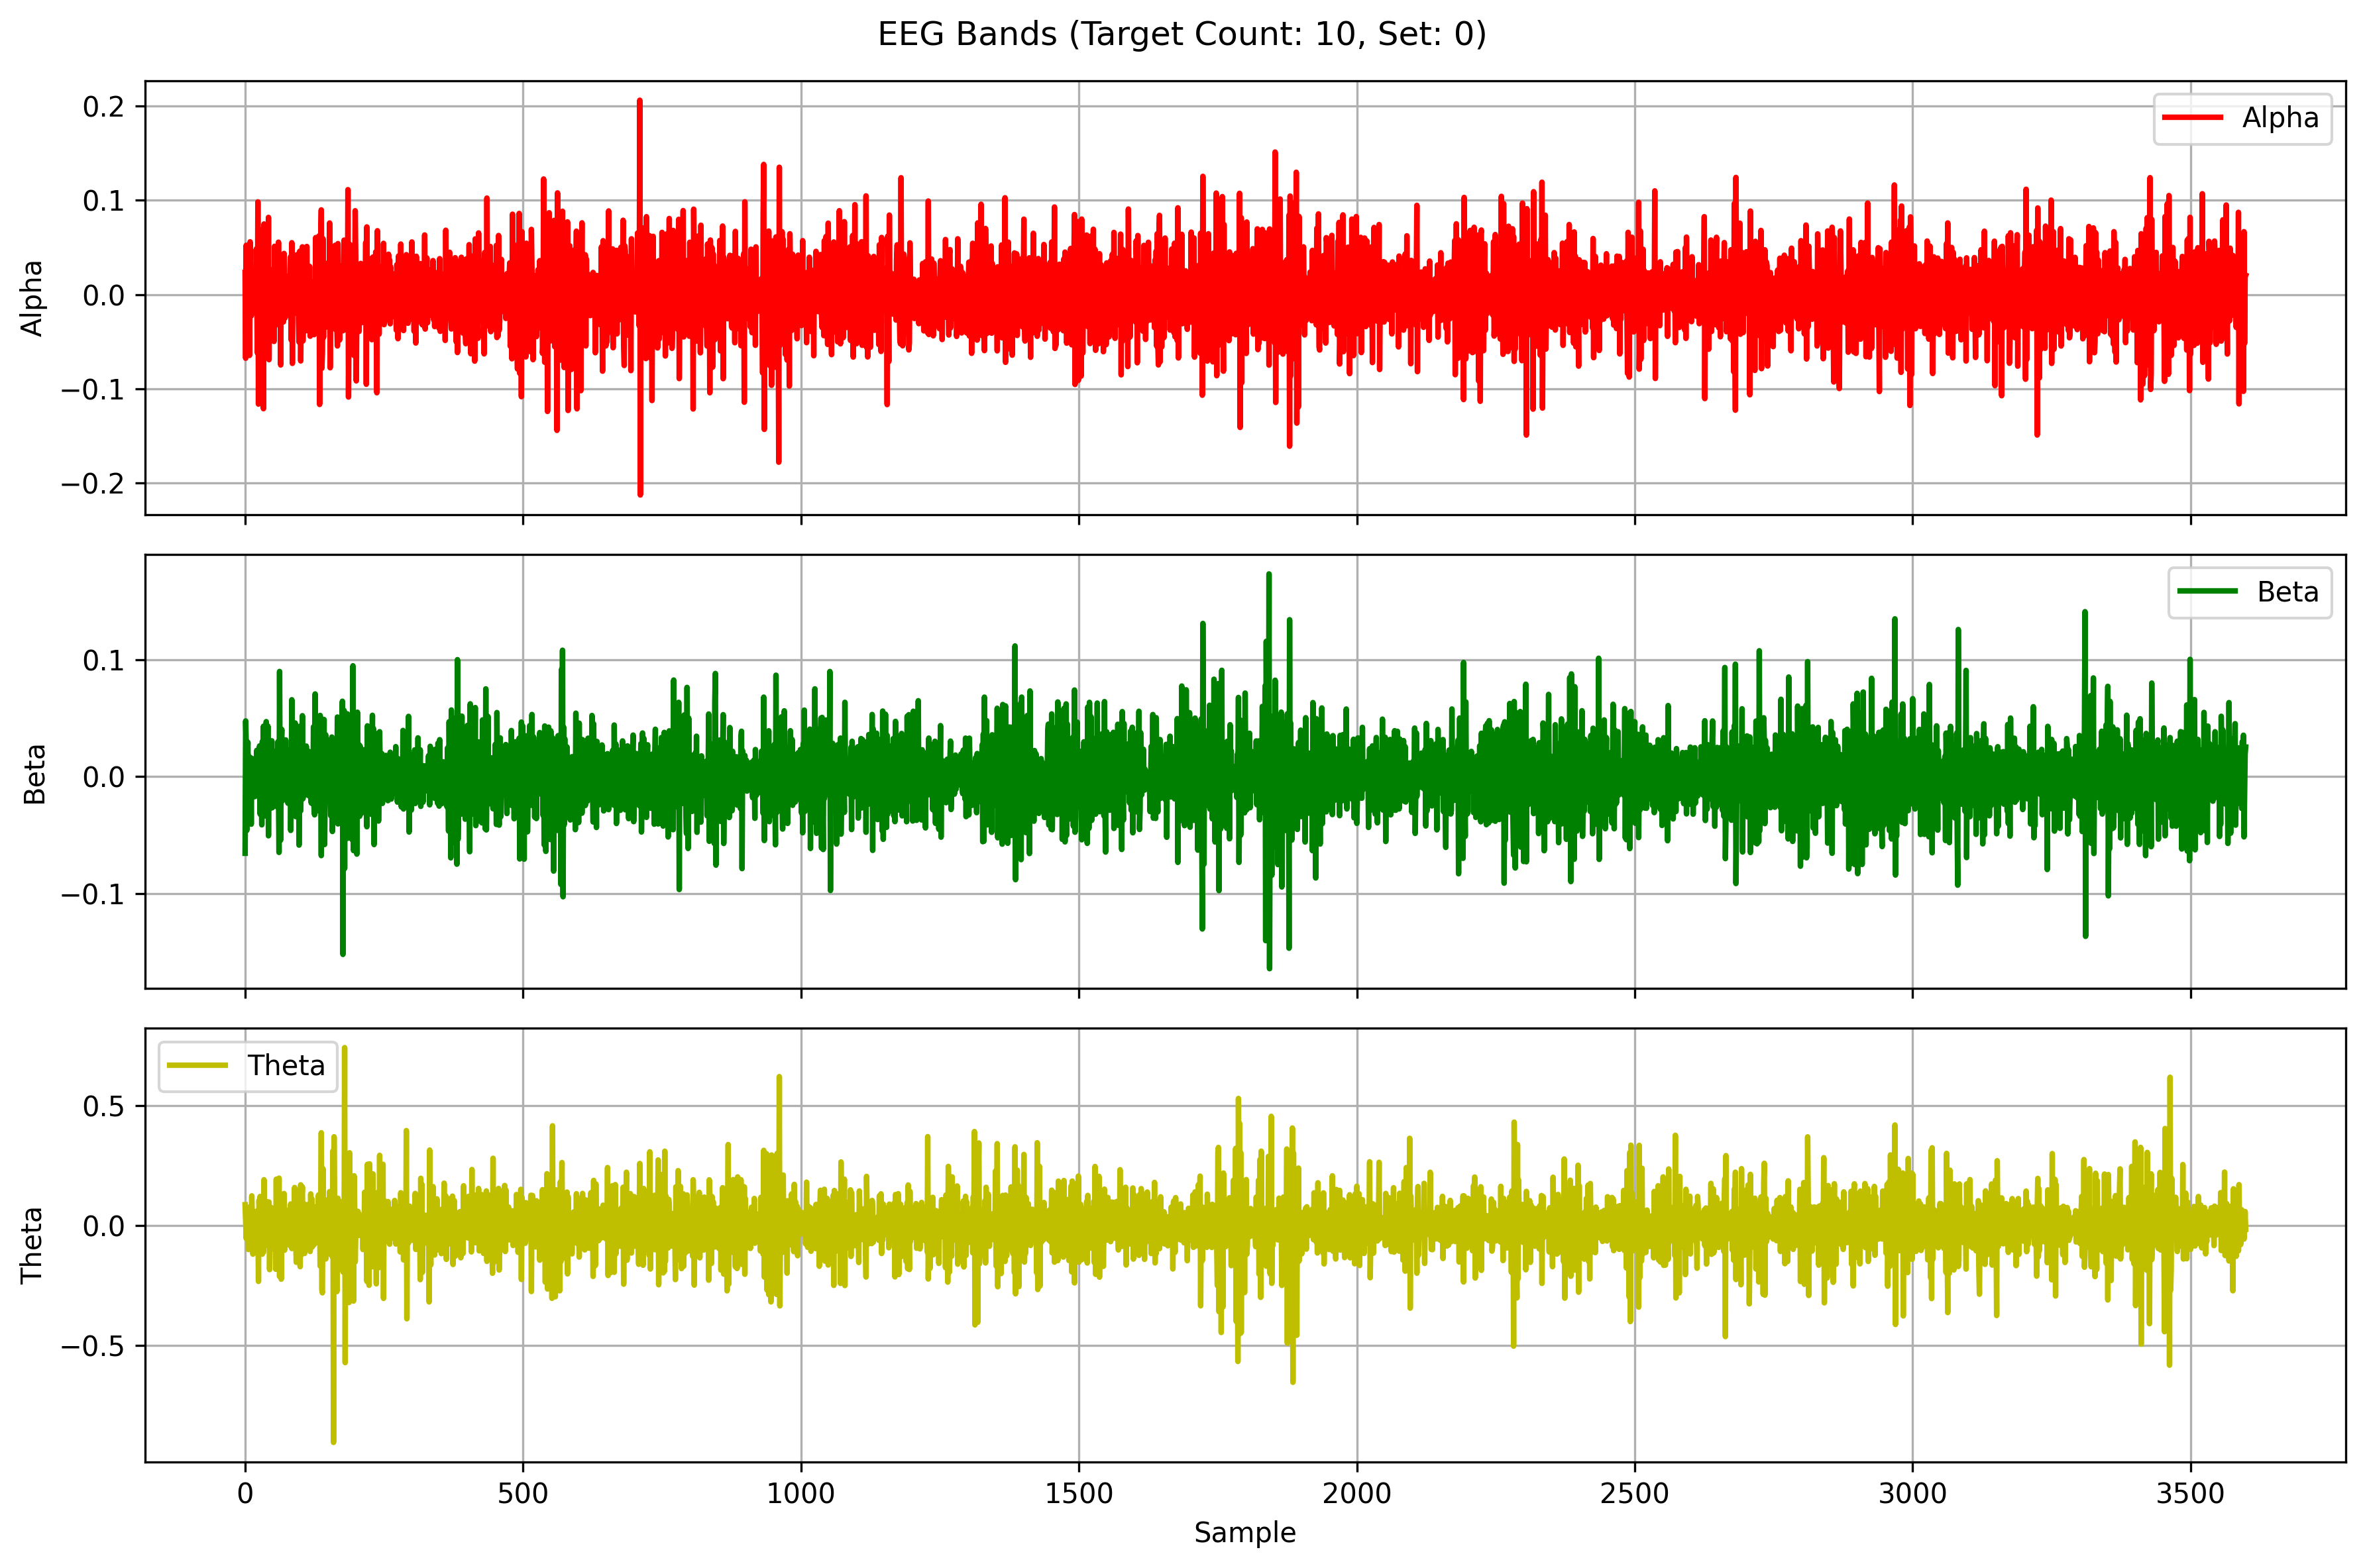 EEG Bands (Target Count: 10, Set: 0)
0.2
0.1
0.0
−0.1
−0.2
Alpha
Alpha
0.1
0.0
−0.1
Beta
Beta
0.5
0.0
−0.5
Theta
Theta
0 500 1000 1500 2000 2500 3000 3500
Sample